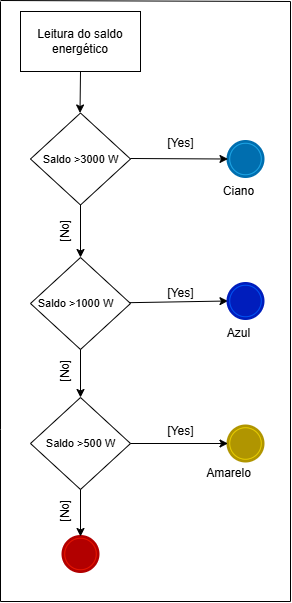 Leitura do saldo
energético
Saldo >3000 W
[Yes]
Ciano
[No]
Saldo >1000 W
[Yes]
Azul
[No]
Saldo >500 W
[Yes]
Amarelo
[No]